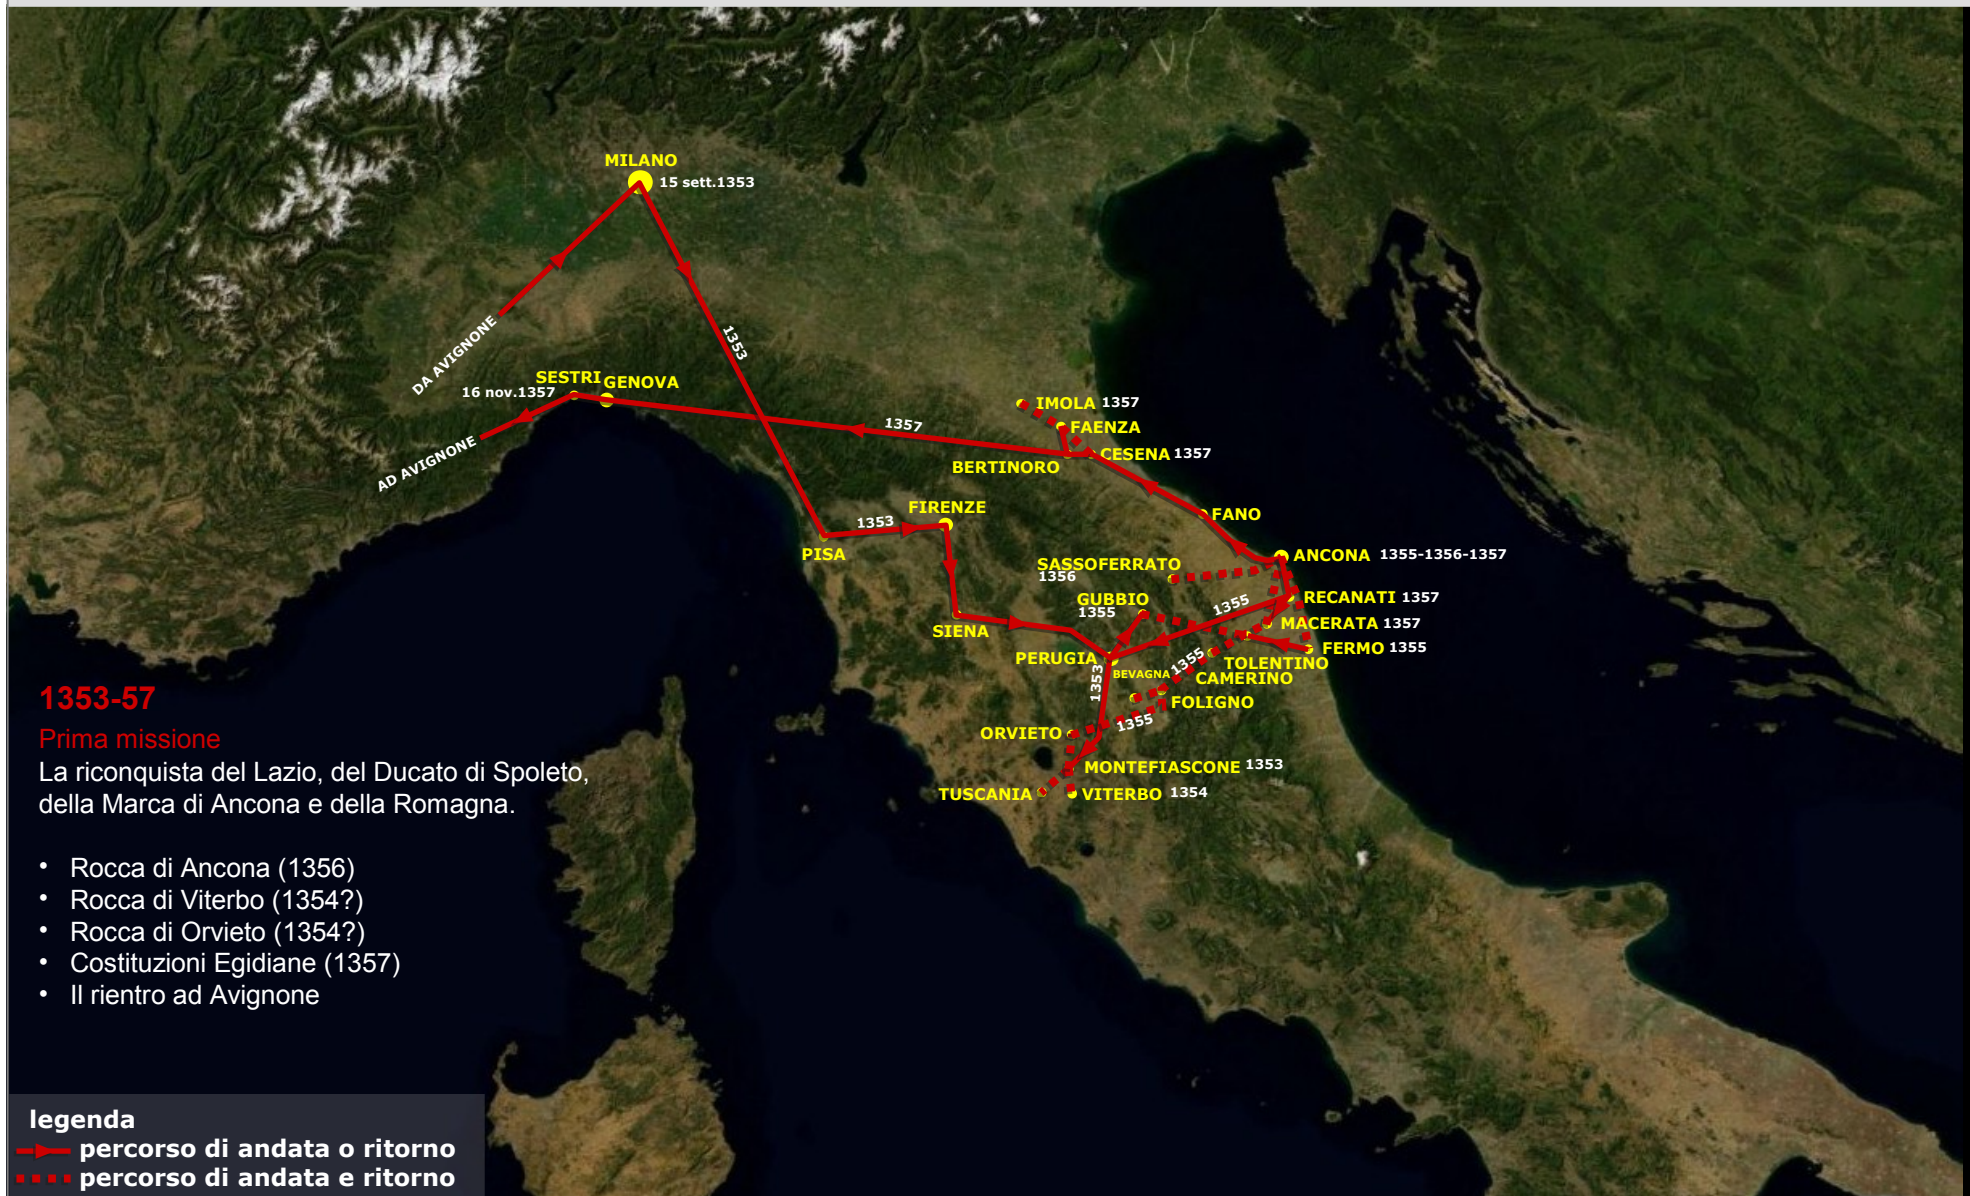 MILANO
15 sett.1353
1353
DA AVIGNONE
SESTRI
GENOVA
16 nov.1357
AD AVIGNONE
1357
IMOLA 1357
FAENZA
CESENA 1357
BERTINORO
FIRENZE
1353
PISA
FANO
ANCONA 1355-1356-1357
SASSOFERRATO
1356
GUBBIO
1355
1355
RECANATI 1357
MACERATA 1357
SIENA
FERMO 1355
PERUGIA
TOLENTINO
BEVAGNA
1355
CAMERINO
1353
FOLIGNO
1355
ORVIETO
MONTEFIASCONE 1353
TUSCANIA
VITERBO 1354
1353-57
Prima missione
La riconquista del Lazio, del Ducato di Spoleto,
della Marca di Ancona e della Romagna.
• Rocca di Ancona (1356)
• Rocca di Viterbo (1354?)
• Rocca di Orvieto (1354?)
• Costituzioni Egidiane (1357)
• Il rientro ad Avignone
legenda
percorso di andata o ritorno
percorso di andata e ritorno